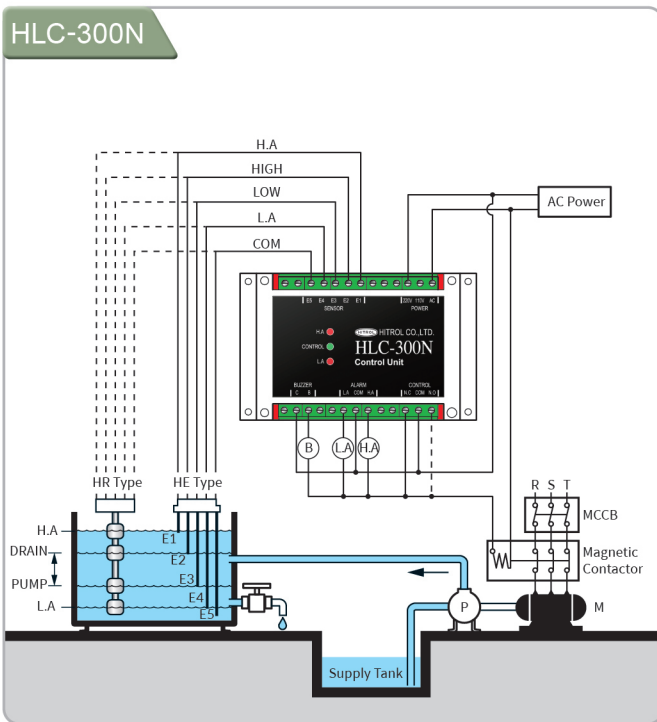 HLC-300N
H.A
HIGH
LOW
L.A
COM
AC Power
E5 E4 E3 E2 E1
220V 110V AC
SENSOR
POWER
H.A
HITROL HITROL CO.,LTD.
CONTROL
HLC-300N
L.A
Control Unit
BUZZER
ALARM
CONTROL
C B
L.A COM H.A
N.C COM N.O
B
L.A
H.A
HR Type
HE Type
R S T
MCCB
H.A
E1
DRAIN
E2
Magnetic
Contactor
PUMP
E3
L.A
E4
E5
P
M
Supply Tank